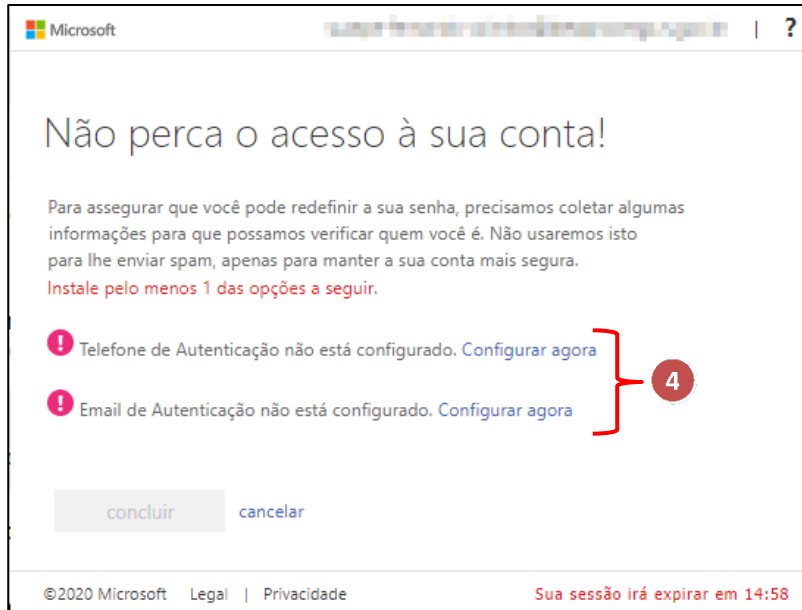 Microsoft | ?
Não perca o acesso à sua conta!
Para assegurar que você pode redefinir a sua senha, precisamos coletar algumas
informações para que possamos verificar quem você é. Não usaremos isto
para lhe enviar spam, apenas para manter a sua conta mais segura.
Instale pelo menos 1 das opções a seguir.
! Telefone de Autenticação não está configurado. Configurar agora
4
! Email de Autenticação não está configurado. Configurar agora
concluir cancelar
©2020 Microsoft Legal | Privacidade Sua sessão irá expirar em 14:58